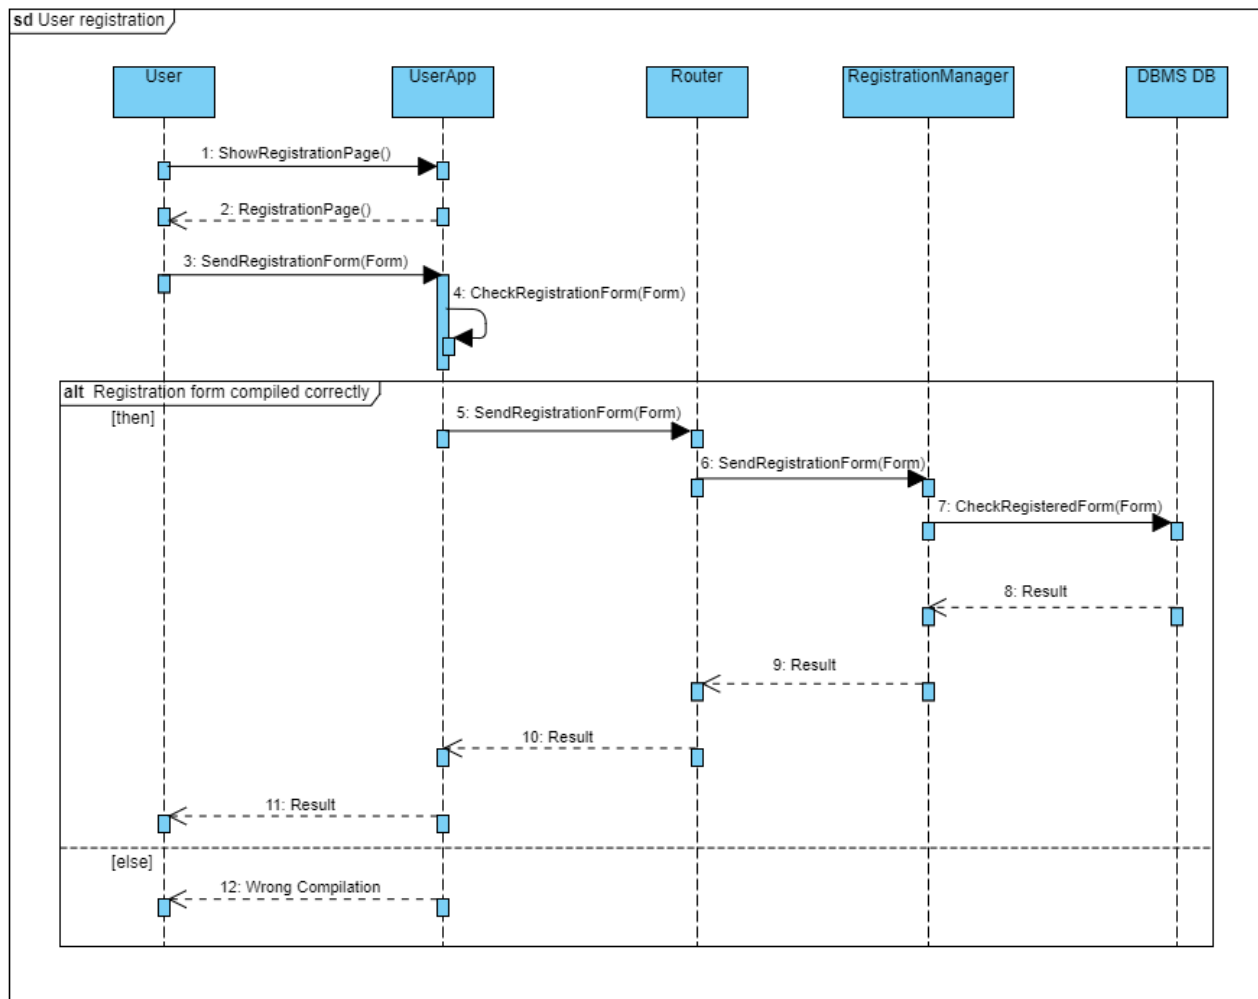 sd User registration
User
UserApp
Router
RegistrationManager
DBMS DB
1: ShowRegistrationPage()
2: RegistrationPage()
3: SendRegistrationForm(Form)
4: CheckRegistrationForm(Form)
alt Registration form compiled correctly
[then]
5: SendRegistrationForm(Form)
6: SendRegistrationForm(Form)
7: CheckRegisteredForm(Form)
8: Result
9: Result
10: Result
11: Result
[else]
12: Wrong Compilation